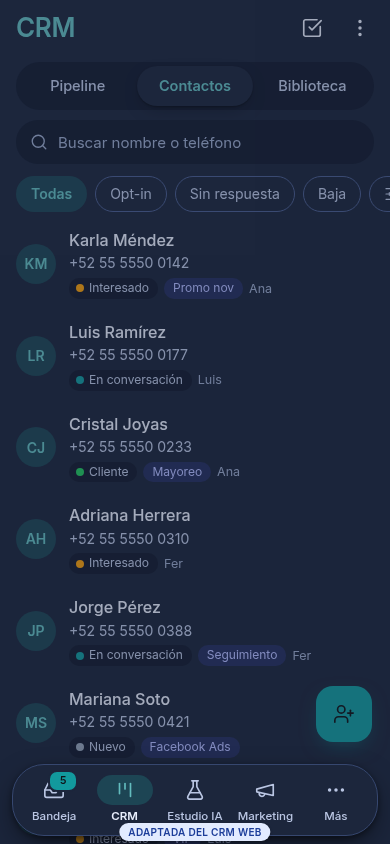 CRM
Pipeline Contactos Biblioteca
Buscar nombre o teléfono
Todas Opt-in Sin respuesta Baja
KM Karla Méndez
+52 55 5550 0142
Interesado Promo nov Ana
LR Luis Ramírez
+52 55 5550 0177
En conversación Luis
CJ Cristal Joyas
+52 55 5550 0233
Cliente Mayoreo Ana
AH Adriana Herrera
+52 55 5550 0310
Interesado Fer
JP Jorge Pérez
+52 55 5550 0388
En conversación Seguimiento Fer
MS Mariana Soto
+52 55 5550 0421
Nuevo Facebook Ads
5
Bandeja CRM Estudio IA Marketing Más
ADAPTADA DEL CRM WEB